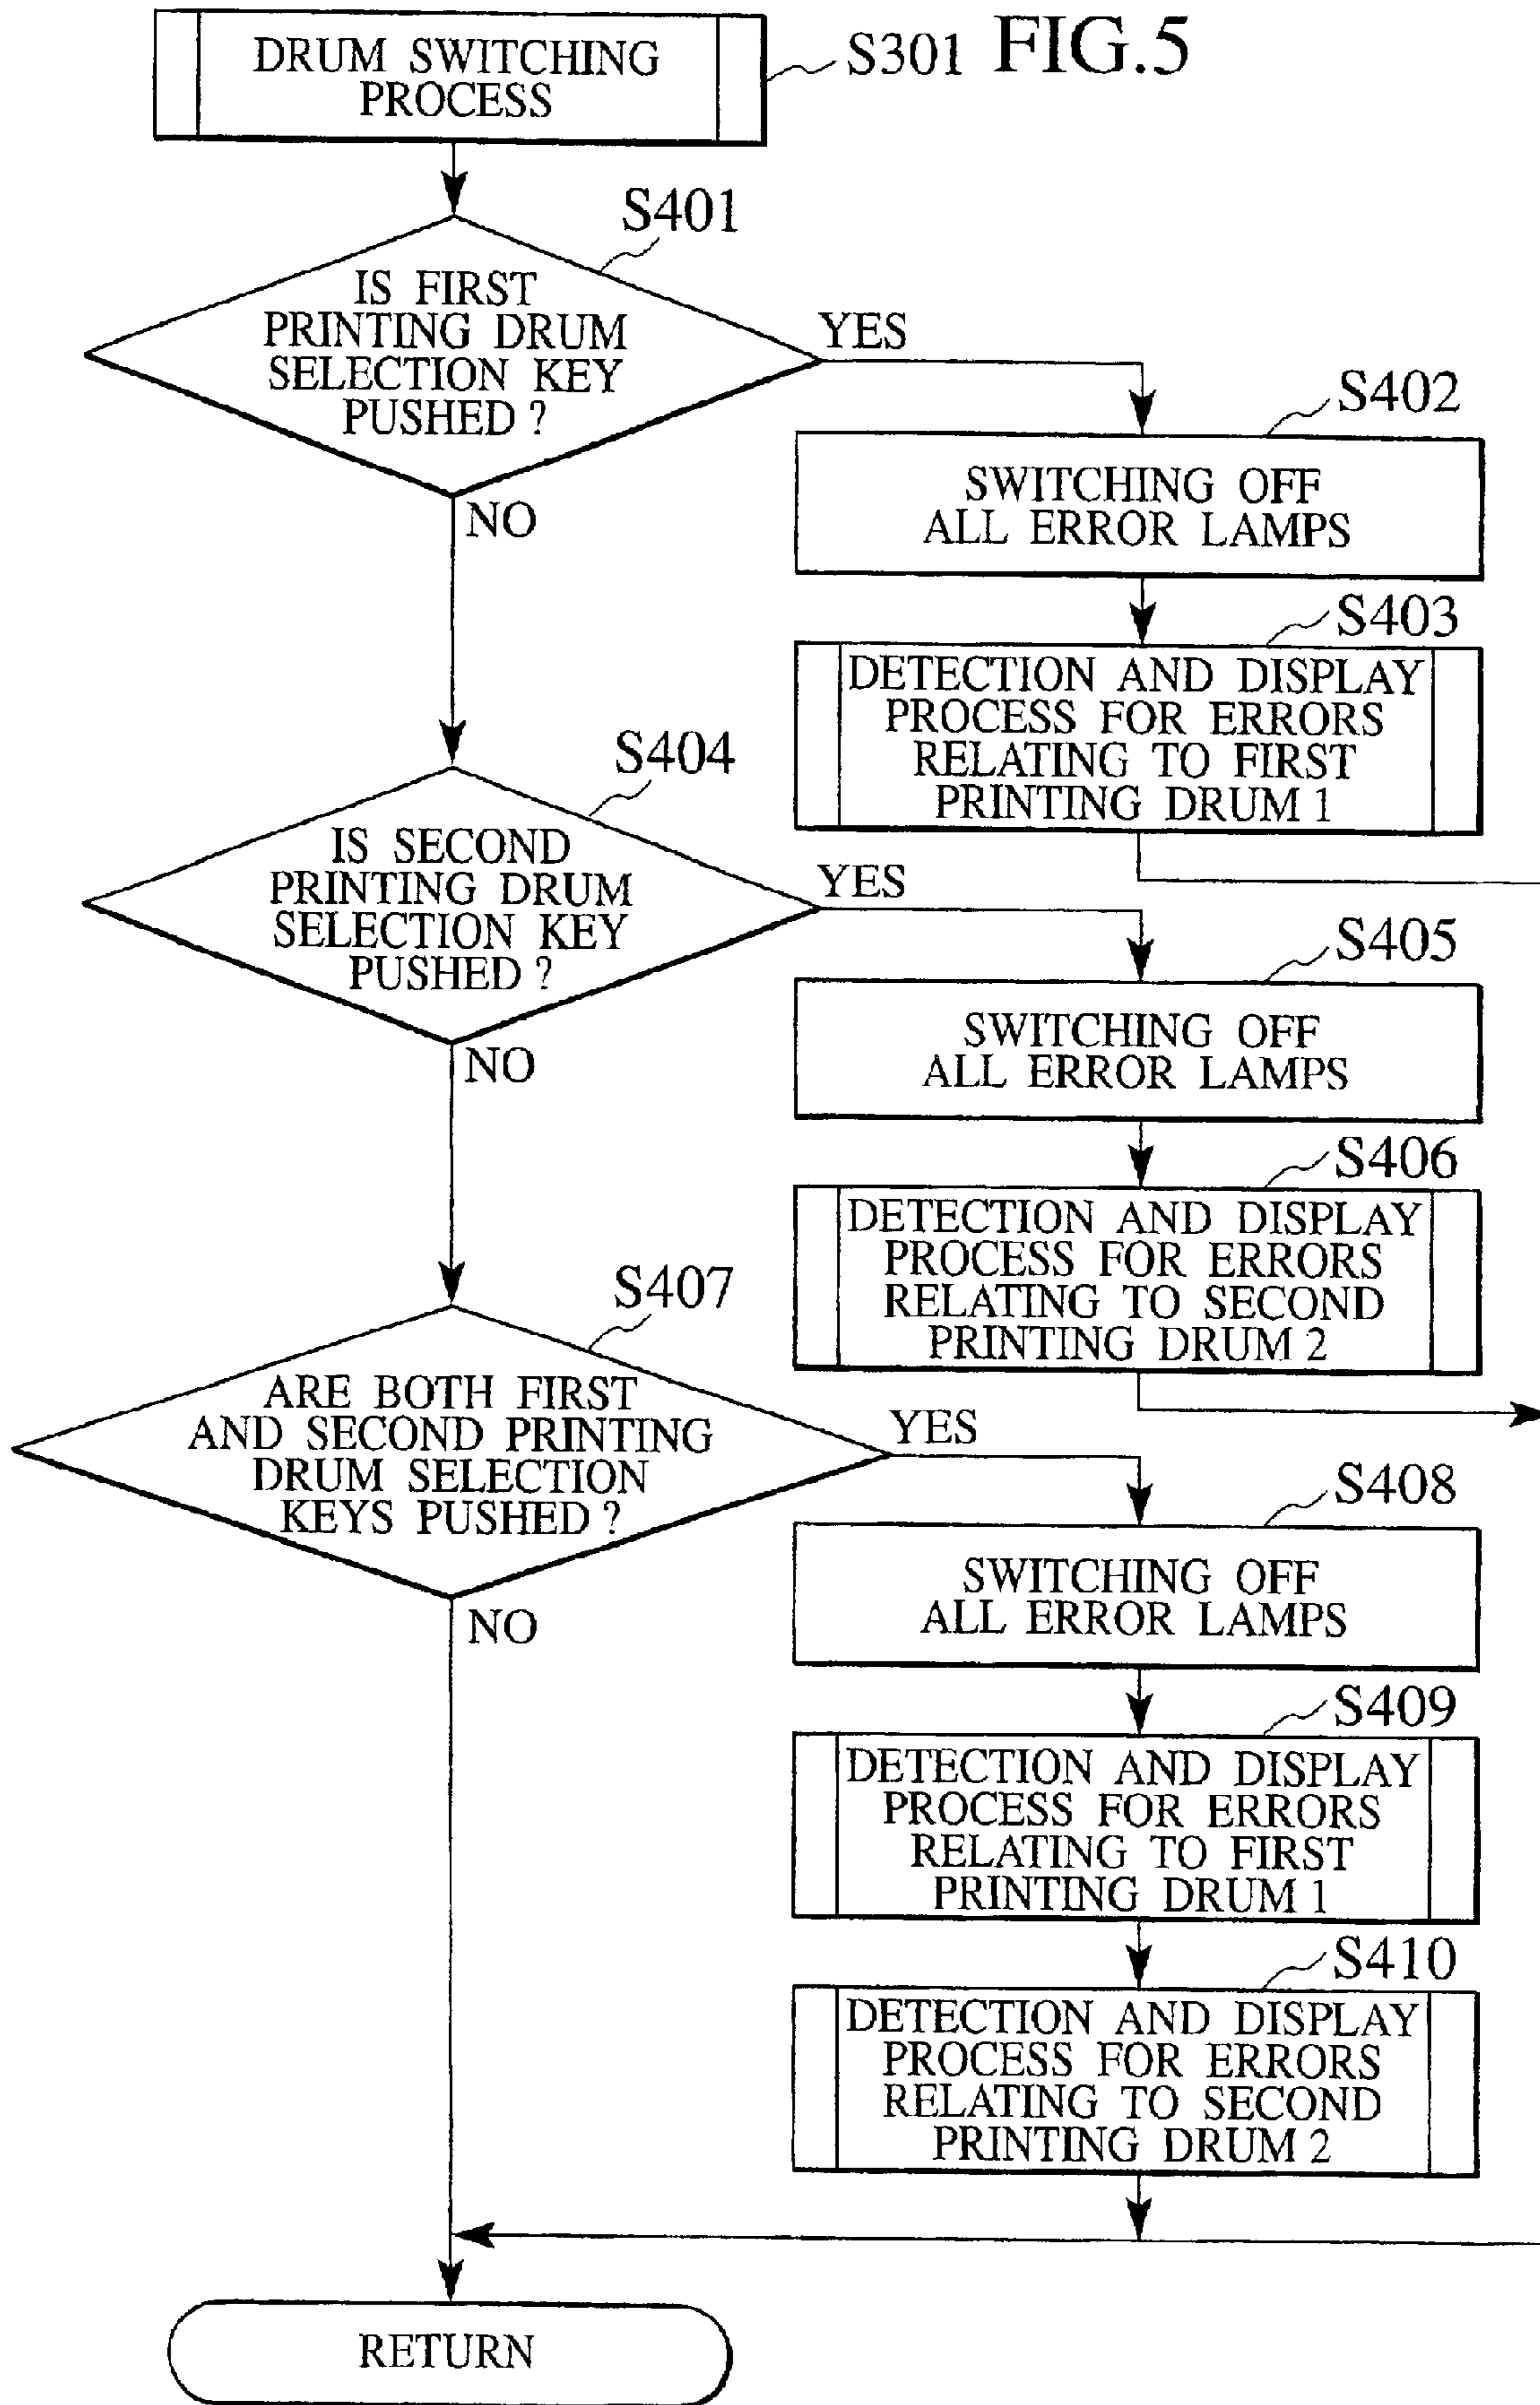 FIG.5
DRUM SWITCHING
PROCESS
S301
S401
IS FIRST
PRINTING DRUM
SELECTION KEY
PUSHED ?
YES
NO
S402
SWITCHING OFF
ALL ERROR LAMPS
S403
DETECTION AND DISPLAY
PROCESS FOR ERRORS
RELATING TO FIRST
PRINTING DRUM 1
S404
IS SECOND
PRINTING DRUM
SELECTION KEY
PUSHED ?
YES
NO
S405
SWITCHING OFF
ALL ERROR LAMPS
S406
DETECTION AND DISPLAY
PROCESS FOR ERRORS
RELATING TO SECOND
PRINTING DRUM 2
S407
ARE BOTH FIRST
AND SECOND PRINTING
DRUM SELECTION
KEYS PUSHED ?
YES
NO
S408
SWITCHING OFF
ALL ERROR LAMPS
S409
DETECTION AND DISPLAY
PROCESS FOR ERRORS
RELATING TO FIRST
PRINTING DRUM 1
S410
DETECTION AND DISPLAY
PROCESS FOR ERRORS
RELATING TO SECOND
PRINTING DRUM 2
RETURN